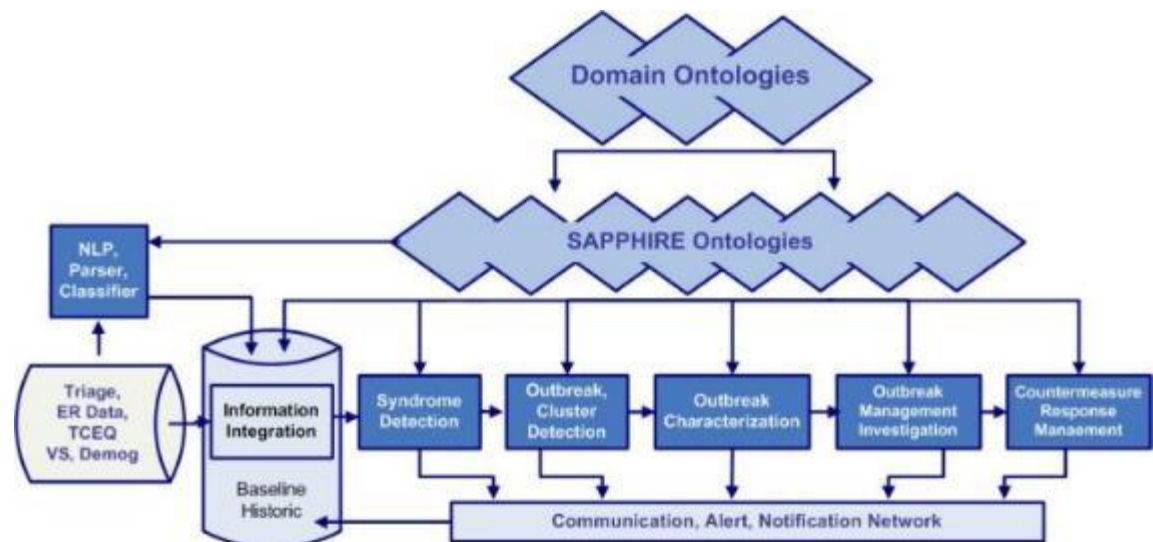 Domain Ontologies
SAPPHIRE Ontologies
NLP,
Parser,
Classifier
Triage,
ER Data,
TCEQ
VS, Demog
Information
Integration
Baseline
Historic
Syndrome
Detection
Outbreak,
Cluster
Detection
Outbreak
Characterization
Outbreak
Management
Investigation
Countermeasure
Response
Manaement
Communication, Alert, Notification Network